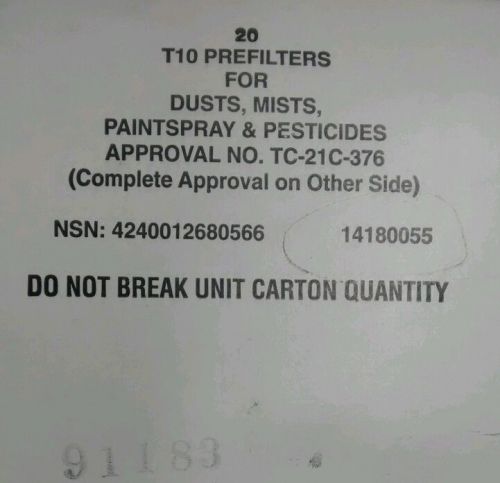 20
T10 PREFILTERS
FOR
DUSTS, MISTS,
PAINTSPRAY & PESTICIDES
APPROVAL NO. TC-21C-376
(Complete Approval on Other Side)
NSN: 4240012680566 14180055
DO NOT BREAK UNIT CARTON QUANTITY
91183